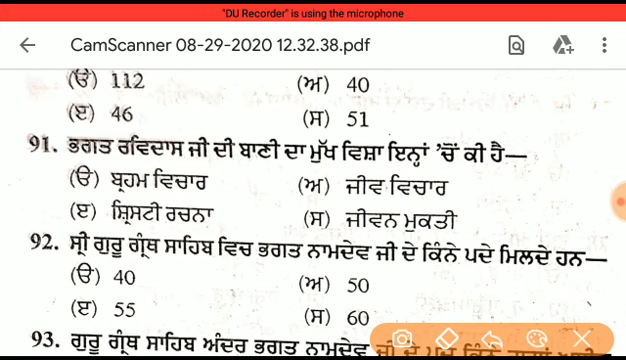 "DU Recorder" is using the microphone
CamScanner 08-29-2020 12.32.38.pdf
(ੳ) 112 (ਅ) 40
(ੲ) 46 (ਸ) 51
91. ਭਗਤ ਰਵਿਦਾਸ ਜੀ ਦੀ ਬਾਣੀ ਦਾ ਮੁੱਖ ਵਿਸ਼ਾ ਇਨ੍ਹਾਂ 'ਚੋਂ ਕੀ ਹੈ—
(ੳ) ਬ੍ਰਹਮ ਵਿਚਾਰ (ਅ) ਜੀਵ ਵਿਚਾਰ
(ੲ) ਸ਼੍ਰਿਸਟੀ ਰਚਨਾ (ਸ) ਜੀਵਨ ਮੁਕਤੀ
92. ਸ੍ਰੀ ਗੁਰੂ ਗ੍ਰੰਥ ਸਾਹਿਬ ਵਿਚ ਭਗਤ ਨਾਮਦੇਵ ਜੀ ਦੇ ਕਿੰਨੇ ਪਦੇ ਮਿਲਦੇ ਹਨ—
(ੳ) 40 (ਅ) 50
(ੲ) 55 (ਸ) 60
93. ਗੁਰੂ ਗ੍ਰੰਥ ਸਾਹਿਬ ਅੰਦਰ ਭਗਤ ਨਾਮਦੇਵ ਜੀ ਦੇ